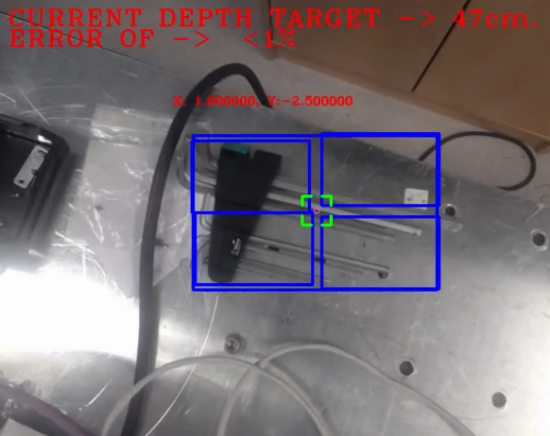 CURRENT DEPTH TARGET -> 47cm.
ERROR OF -> <1%
X: 1.000000, Y:-2.500000